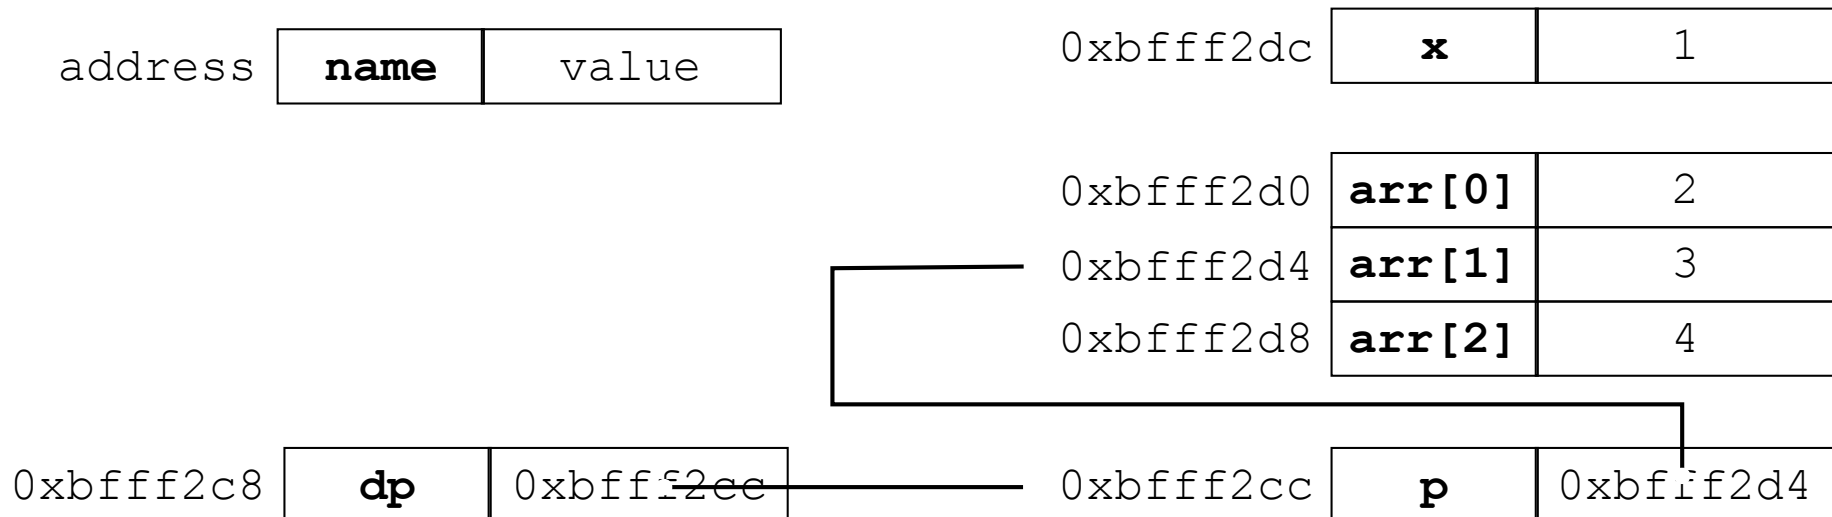 address name value
0xbfff2dc x 1
0xbfff2d0 arr[0] 2
0xbfff2d4 arr[1] 3
0xbfff2d8 arr[2] 4
0xbfff2c8 dp 0xbfff2cc
0xbfff2cc p 0xbfff2d4